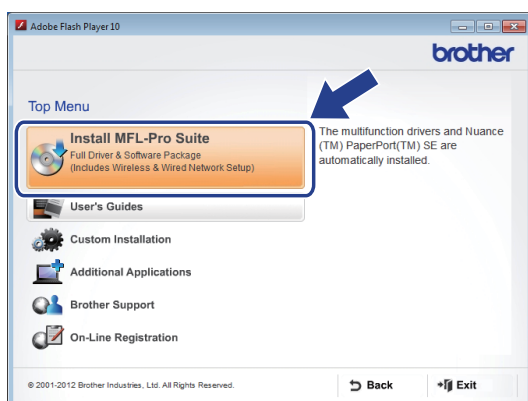 Adobe Flash Player 10
brother
Top Menu
Install MFL-Pro Suite
Full Driver & Software Package
(Includes Wireless & Wired Network Setup)
The multifunction drivers and Nuance
(TM) PaperPort(TM) SE are
automatically installed.
User's Guides
Custom Installation
Additional Applications
Brother Support
On-Line Registration
© 2001-2012 Brother Industries, Ltd. All Rights Reserved.
Back
Exit